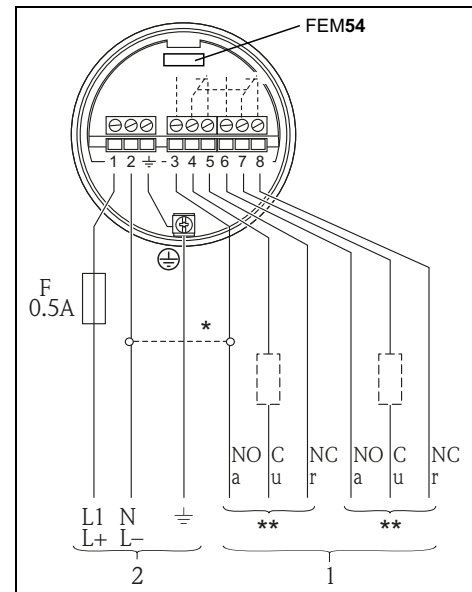 FEM54
1 2 3 4 5 6 7 8
F
0.5A
*
NO C NC NO C NC
a u r a u r
L1 N
L+ L–
** **
2 1